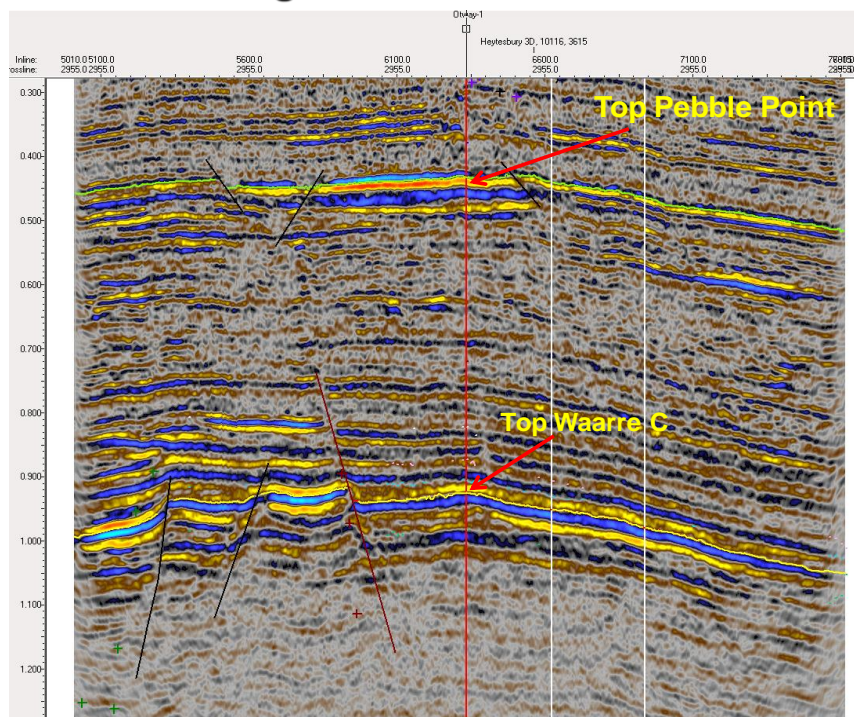 Otway-1
Heytesbury 3D, 10116, 3615
Inline: 5010.0 5100.0 5600.0 6100.0 6600.0 7100.0
2955.0 2955.0 2955.0 2955.0 2955.0 2955.0
0.300
Top Pebble Point
0.400
0.500
0.600
0.700
0.800
Top Waarre C
0.900
1.000
1.100
1.200